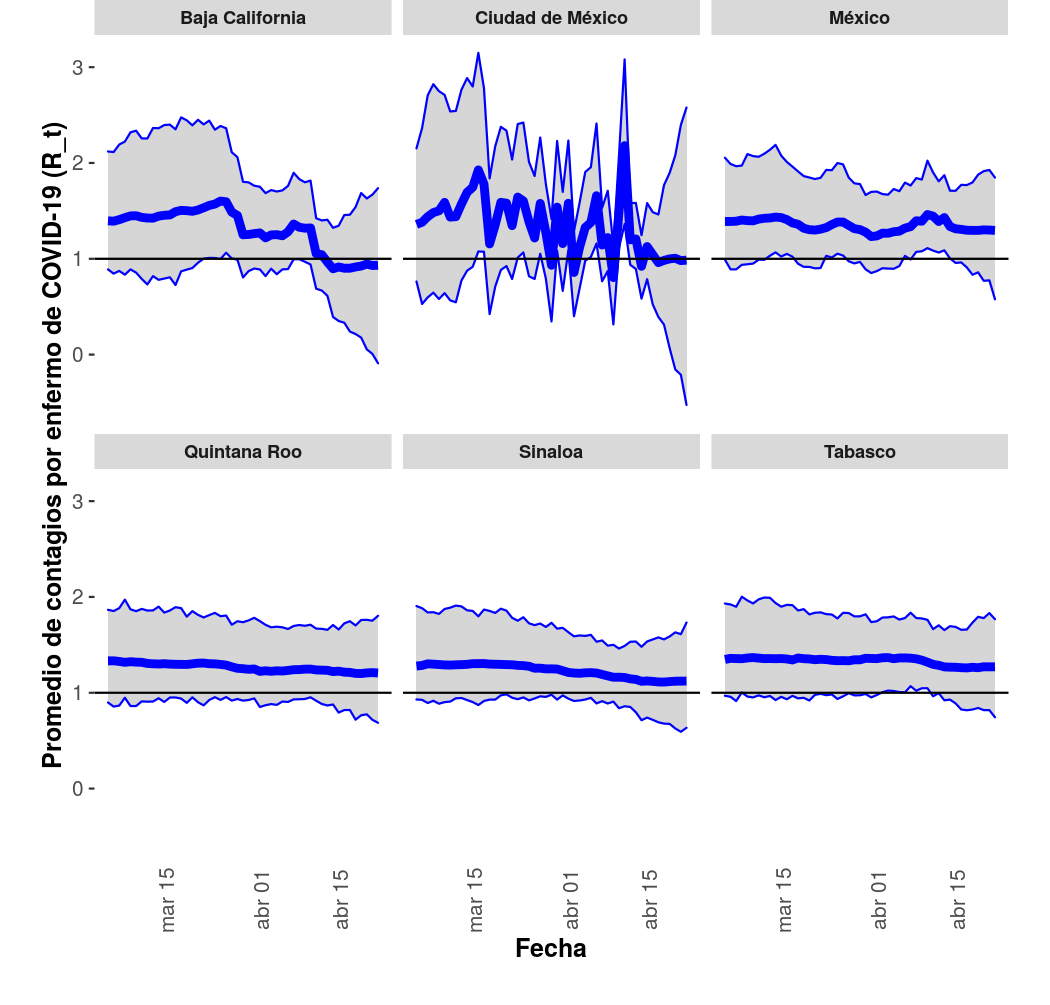 Baja California
Ciudad de México
México
3
2
1
0
Promedio de contagios por enfermo de COVID-19 (R_t)
Quintana Roo
Sinaloa
Tabasco
3
2
1
0
mar 15
abr 01
abr 15
mar 15
abr 01
abr 15
mar 15
abr 01
abr 15
Fecha